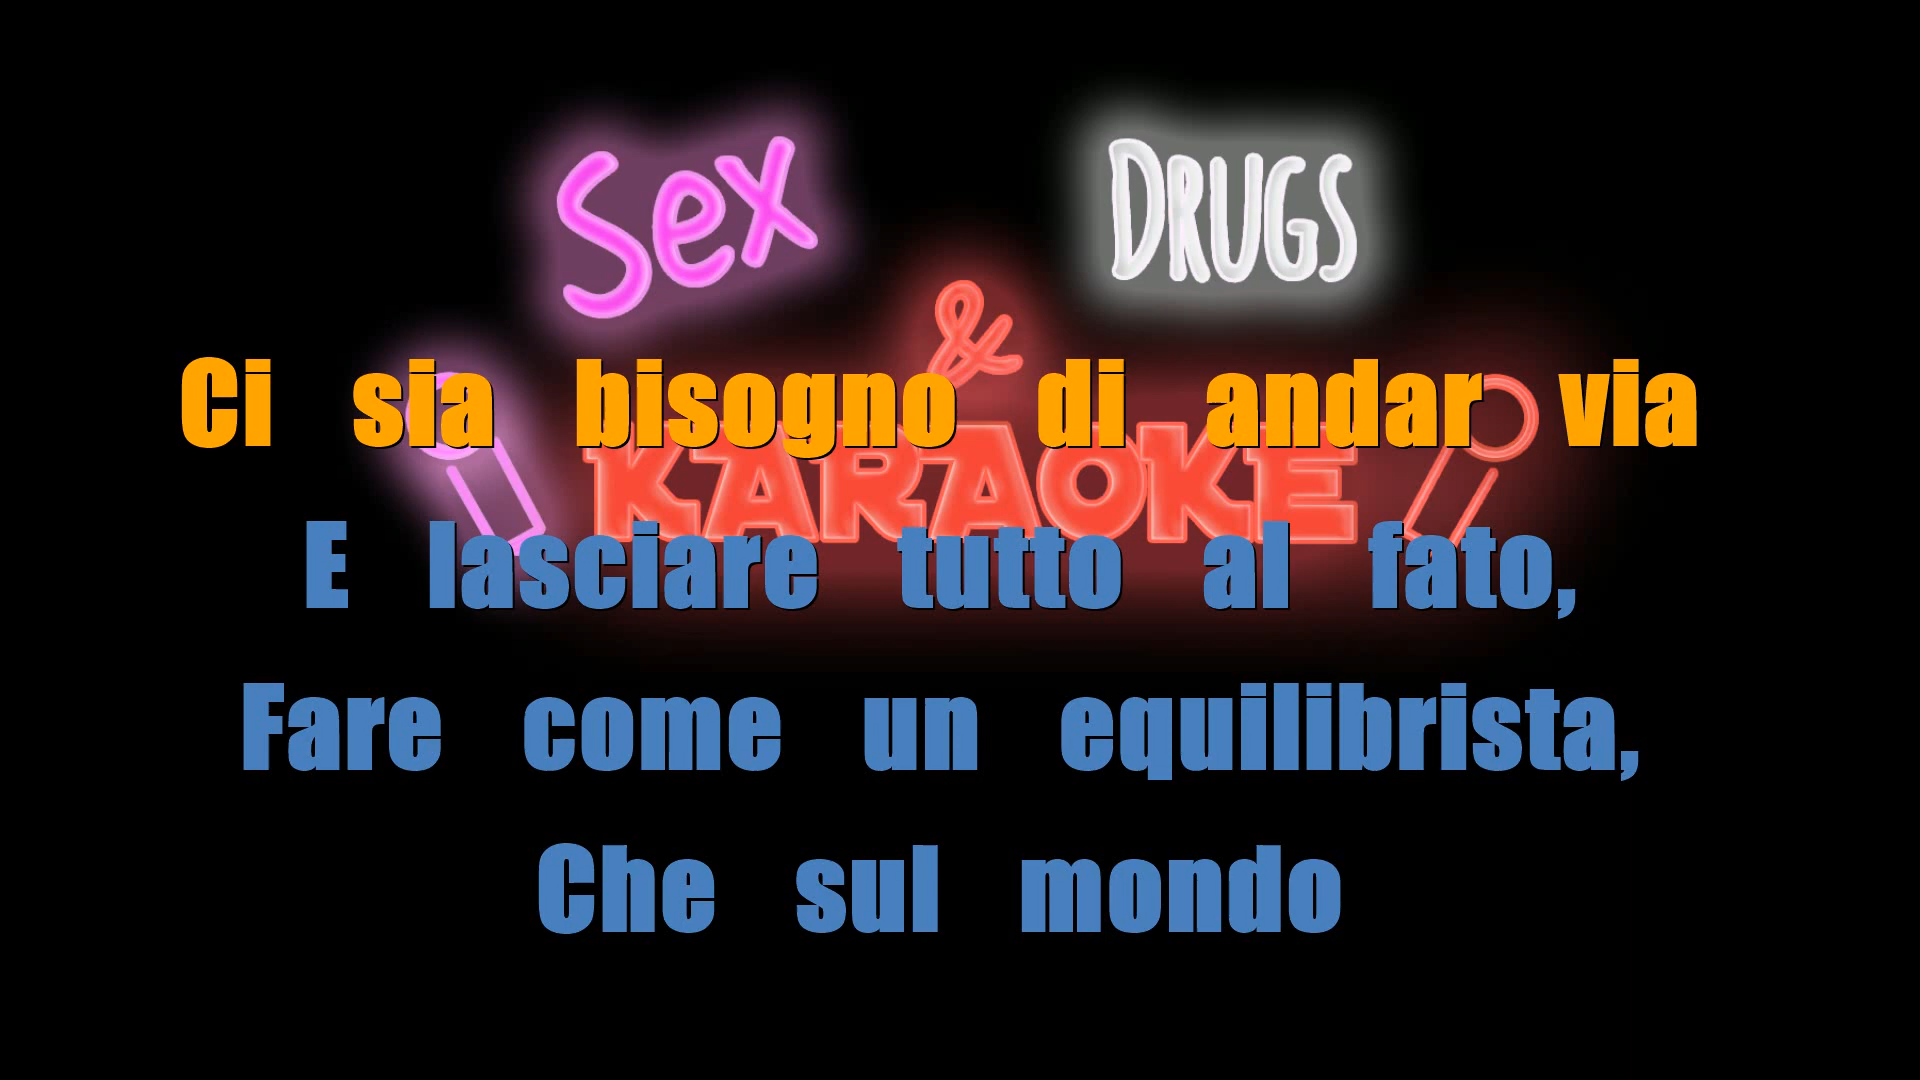 Sex DRUGS
&
Ci sia bisogno di andar via
KARAOKE
E lasciare tutto al fato,
Fare come un equilibrista,
Che sul mondo